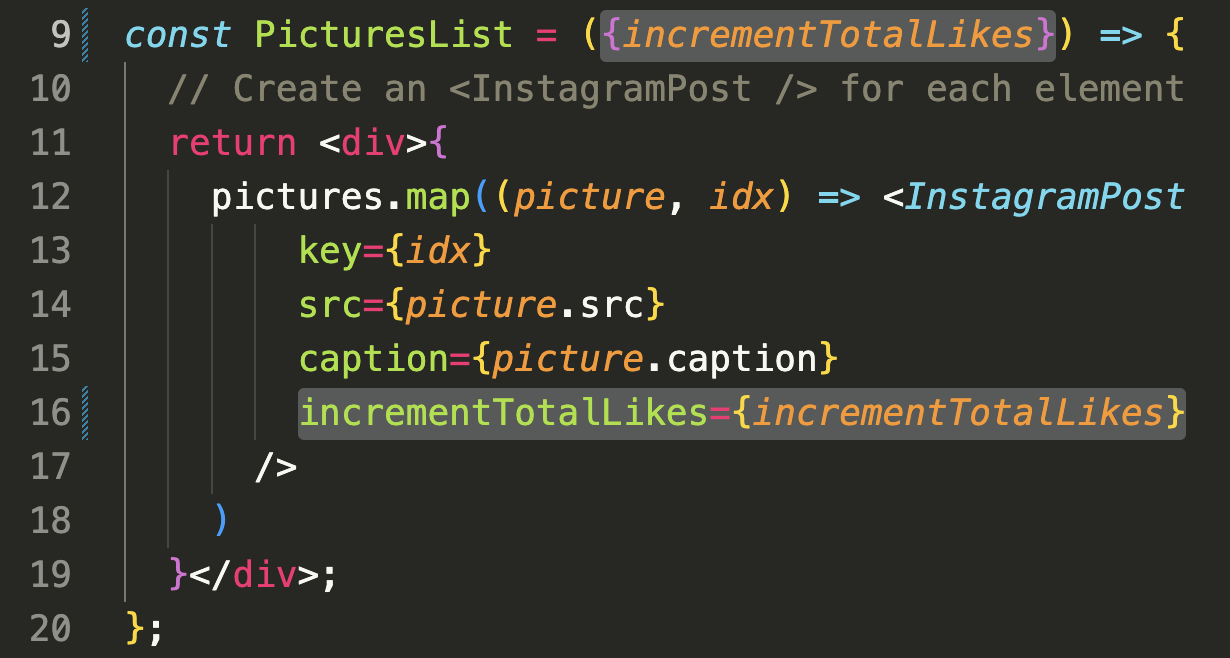 9 const PicturesList = ({incrementTotalLikes}) => {
10 // Create an <InstagramPost /> for each element
11 return <div>{
12 pictures.map((picture, idx) => <InstagramPost
13 key={idx}
14 src={picture.src}
15 caption={picture.caption}
16 incrementTotalLikes={incrementTotalLikes}
17 />
18 )
19 }</div>;
20 };